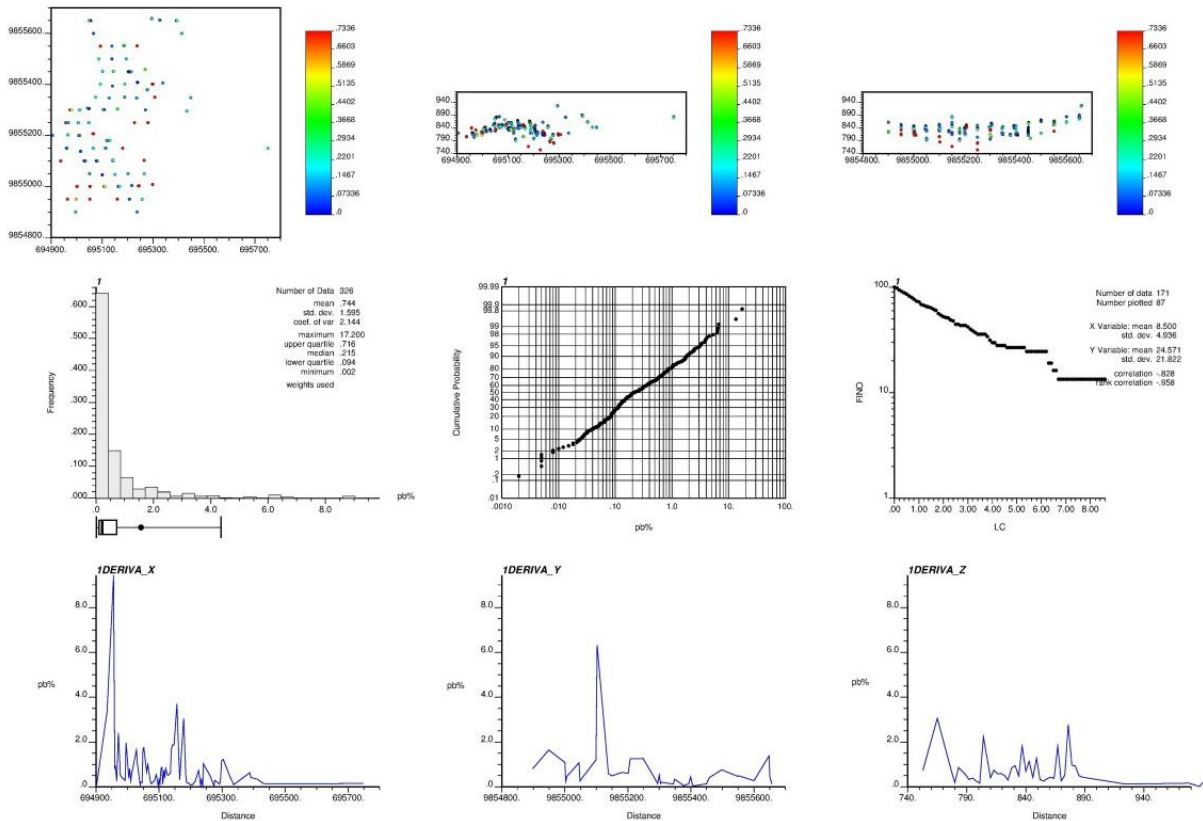 9855600.
9855400.
9855200.
9855000.
9854800.
694900. 695100. 695300. 695500. 695700.
.7336
.6603
.5869
.5135
.4402
.3668
.2934
.2201
.1467
.07336
.0
940.
890.
840.
790.
740.
694900. 695100. 695300. 695500. 695700.
.7336
.6603
.5869
.5135
.4402
.3668
.2934
.2201
.1467
.07336
.0
940.
890.
840.
790.
740.
9854800. 9855000. 9855200. 9855400. 9855600.
.7336
.6603
.5869
.5135
.4402
.3668
.2934
.2201
.1467
.07336
.0
1
Frequency
.600
.500
.400
.300
.200
.100
.000
.0 2.0 4.0 6.0 8.0
pb%
Number of Data 326
mean .744
std. dev. 1.595
coef. of var 2.144
maximum 17.200
upper quartile .716
median .215
lower quartile .094
minimum .002
weights used
1
Cumulative Probability
99.99
99.9
99.8
99
98
95
90
80
70
60
50
40
30
20
10
5
2
1
.2
.1
.01
.0010 .010 .10 1.0 10. 100.
pb%
1
FINO
100
10
1
.00 1.00 2.00 3.00 4.00 5.00 6.00 7.00 8.00
LC
Number of data 171
Number plotted 87
X Variable: mean 8.500
std. dev. 4.936
Y Variable: mean 24.571
std. dev. 21.822
correlation -.828
rank correlation -.958
1DERIVA_X
pb%
8.0
6.0
4.0
2.0
.0
694900 695100. 695300. 695500. 695700.
Distance
1DERIVA_Y
pb%
8.0
6.0
4.0
2.0
.0
9854800. 9855000. 9855200. 9855400. 9855600.
Distance
1DERIVA_Z
pb%
8.0
6.0
4.0
2.0
.0
740. 790. 840. 890. 940.
Distance